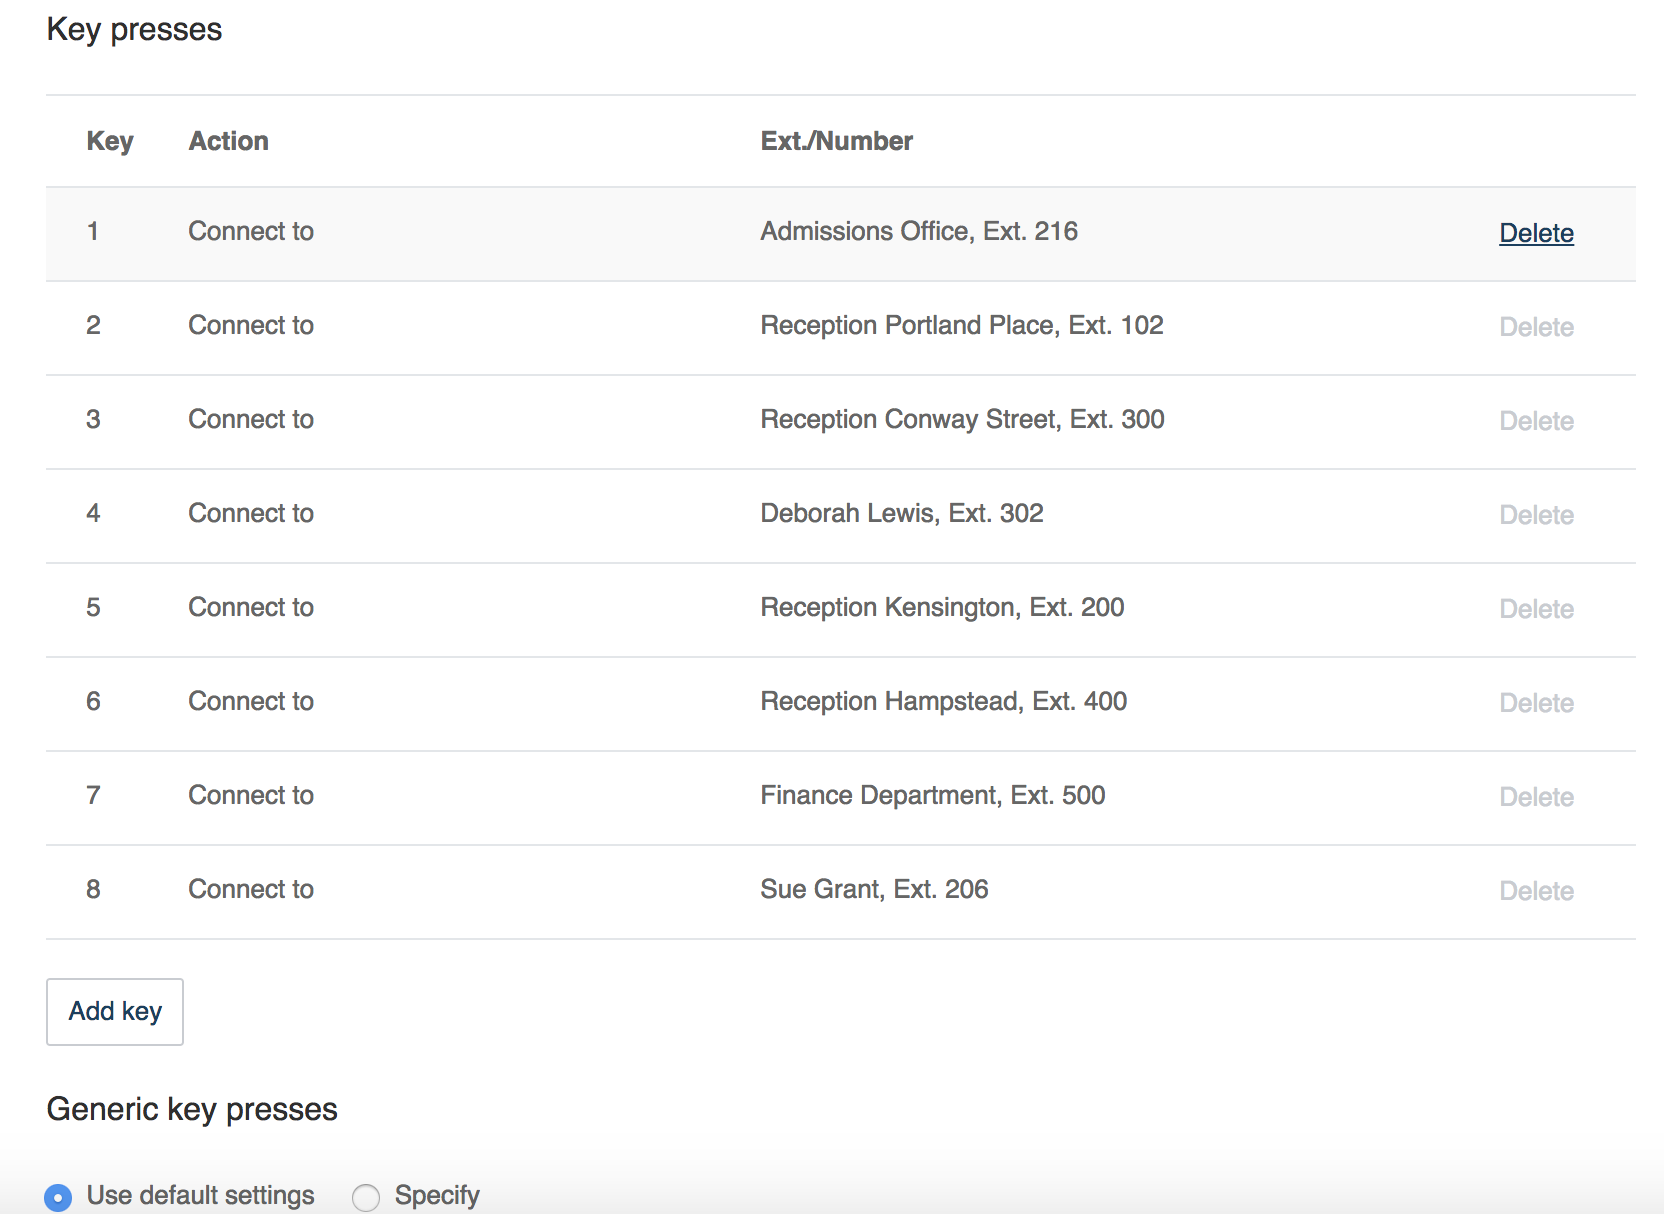 Key presses
Key Action Ext./Number
1 Connect to Admissions Office, Ext. 216 Delete
2 Connect to Reception Portland Place, Ext. 102 Delete
3 Connect to Reception Conway Street, Ext. 300 Delete
4 Connect to Deborah Lewis, Ext. 302 Delete
5 Connect to Reception Kensington, Ext. 200 Delete
6 Connect to Reception Hampstead, Ext. 400 Delete
7 Connect to Finance Department, Ext. 500 Delete
8 Connect to Sue Grant, Ext. 206 Delete
Add key
Generic key presses
Use default settings Specify